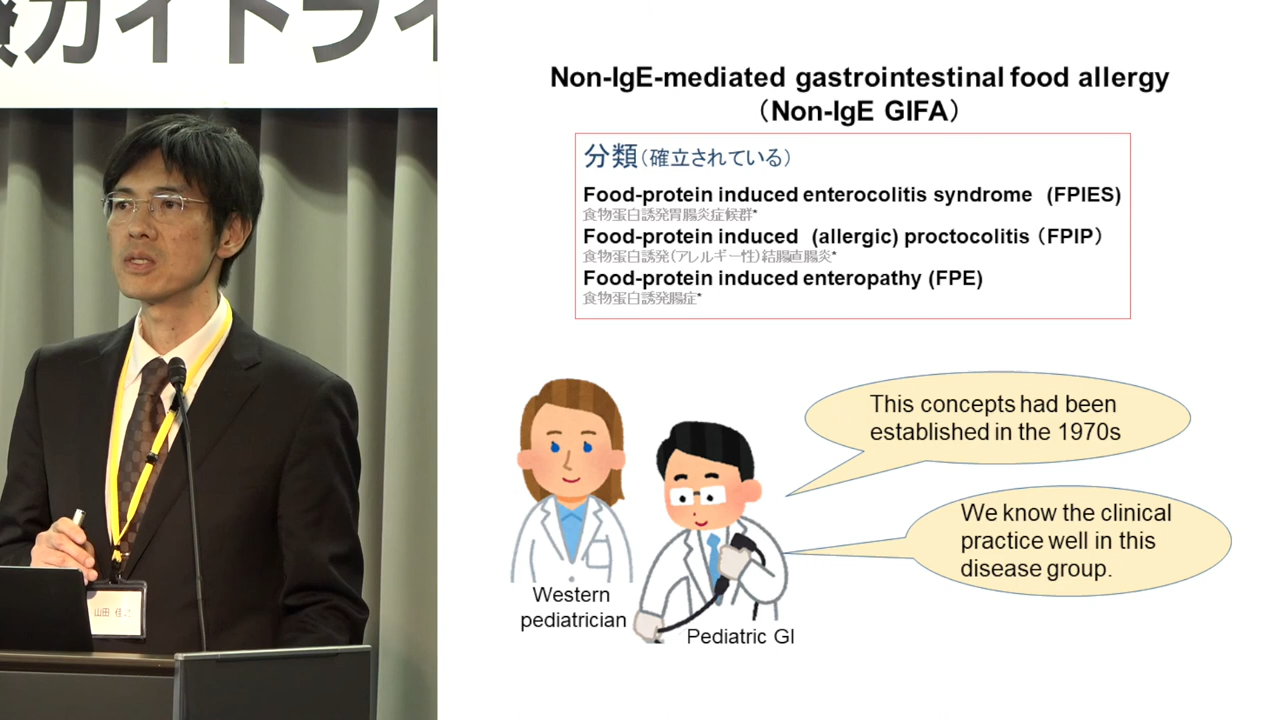 療ガイドライ
山田 佳之
Non-IgE-mediated gastrointestinal food allergy
（Non-IgE GIFA）
分類（確立されている）
Food-protein induced enterocolitis syndrome (FPIES)
食物蛋白誘発胃腸炎症候群*
Food-protein induced (allergic) proctocolitis（FPIP）
食物蛋白誘発（アレルギー性）結腸直腸炎*
Food-protein induced enteropathy (FPE)
食物蛋白誘発腸症*
This concepts had been
established in the 1970s
We know the clinical
practice well in this
disease group.
Western
pediatrician
Pediatric GI